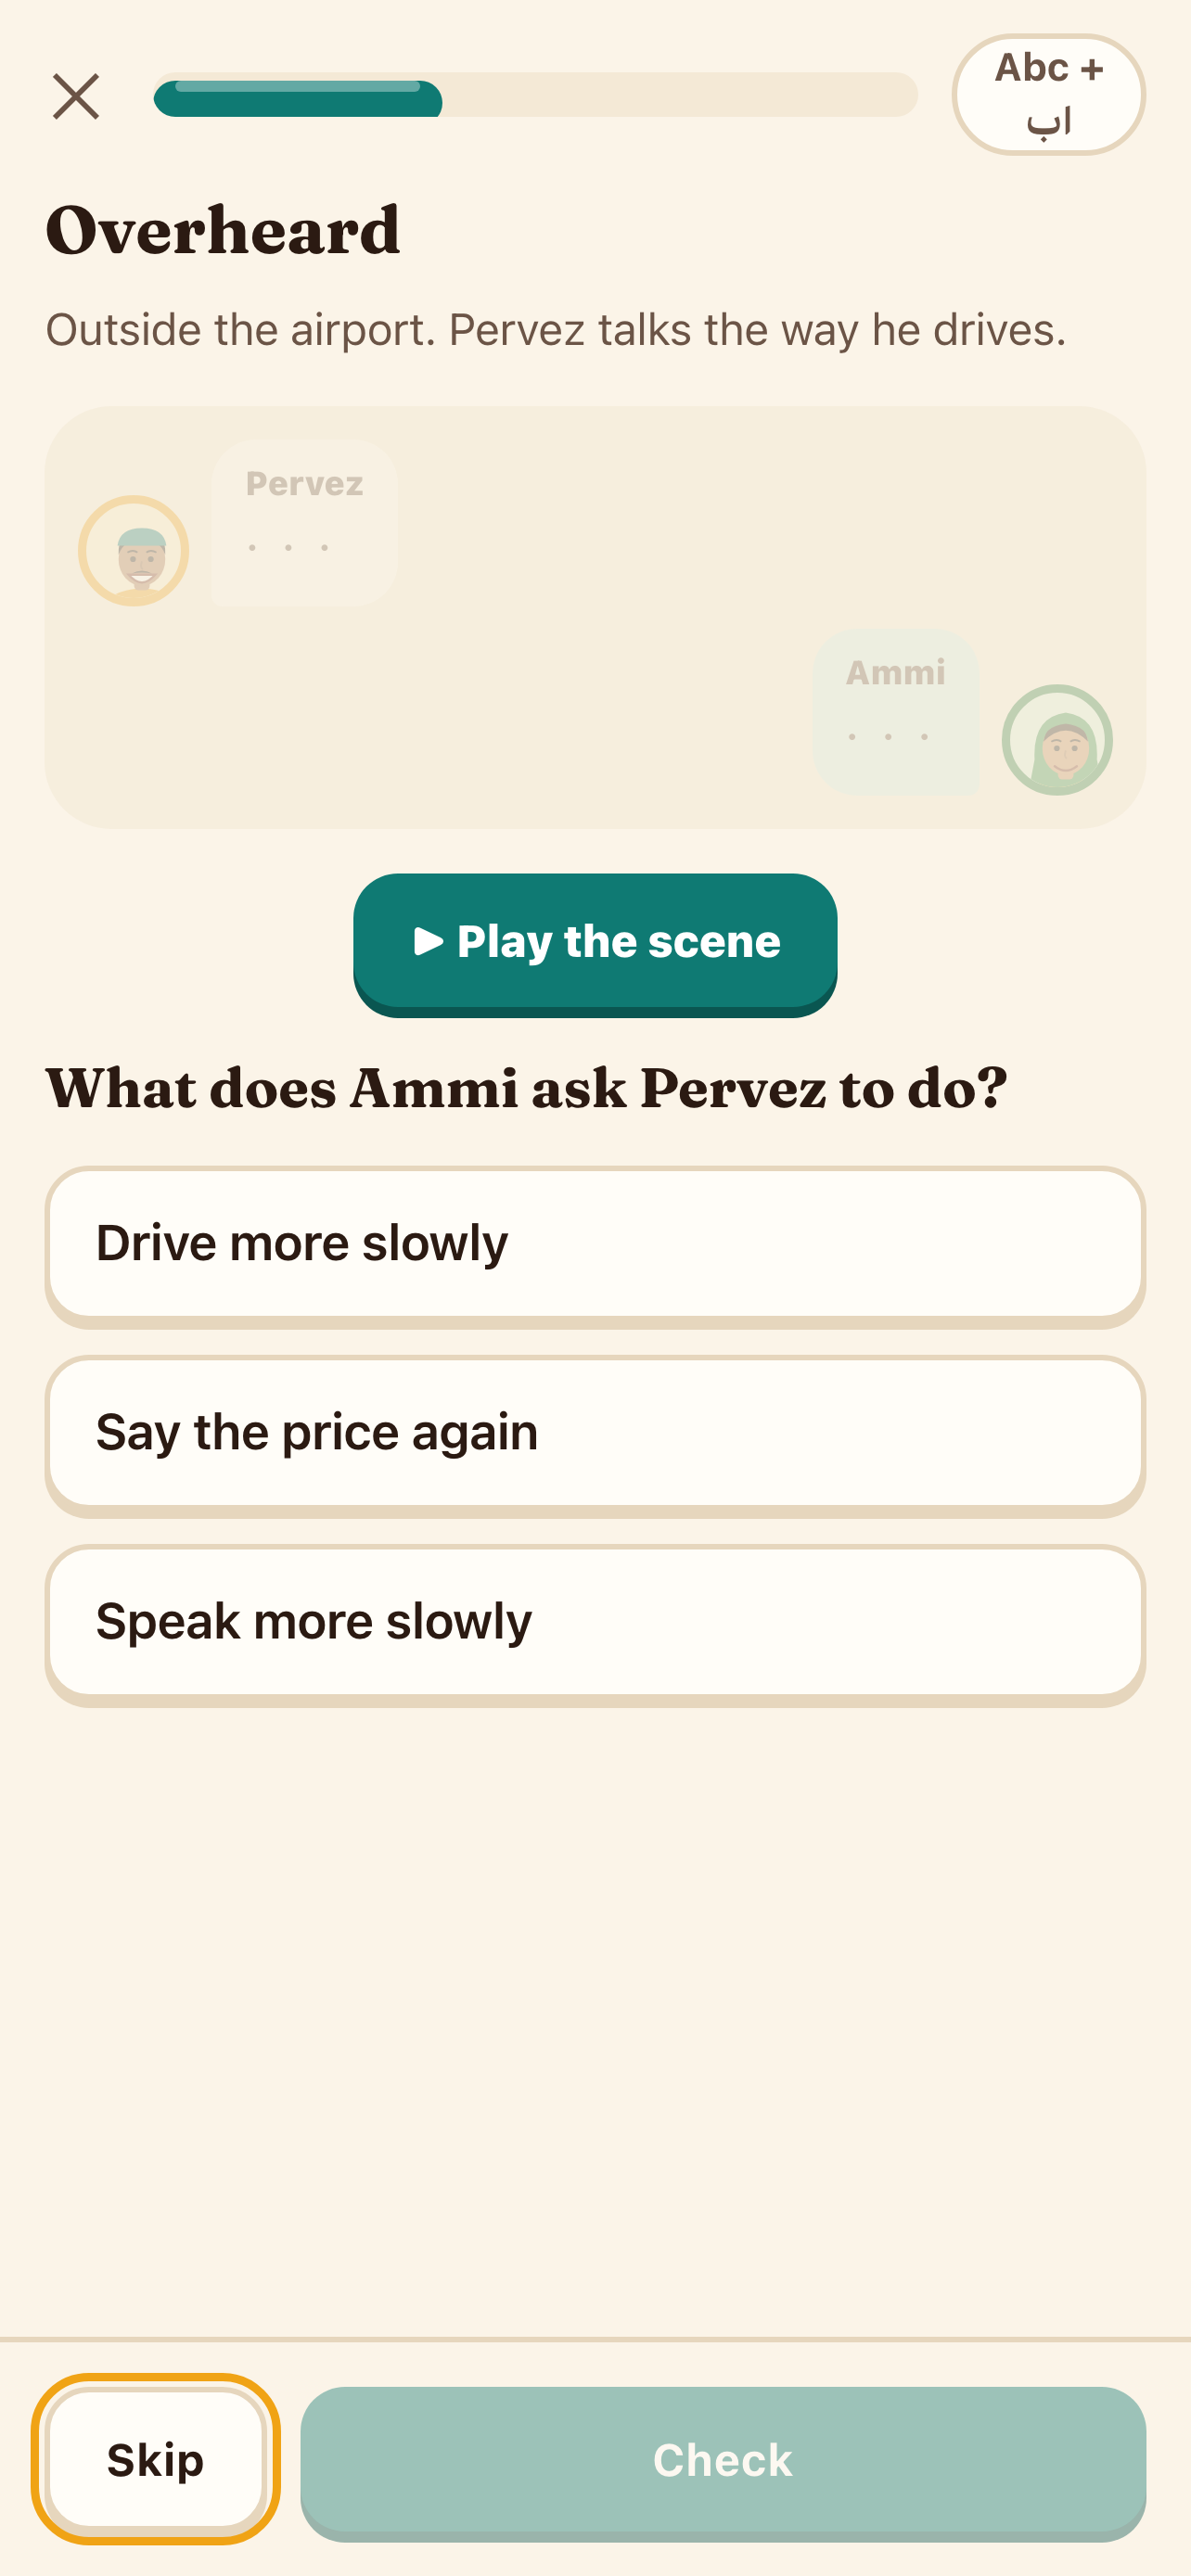 Abc +
اب
Overheard
Outside the airport. Pervez talks the way he drives.
Pervez
. . .
Ammi
. . .
Play the scene
What does Ammi ask Pervez to do?
Drive more slowly
Say the price again
Speak more slowly
Skip
Check